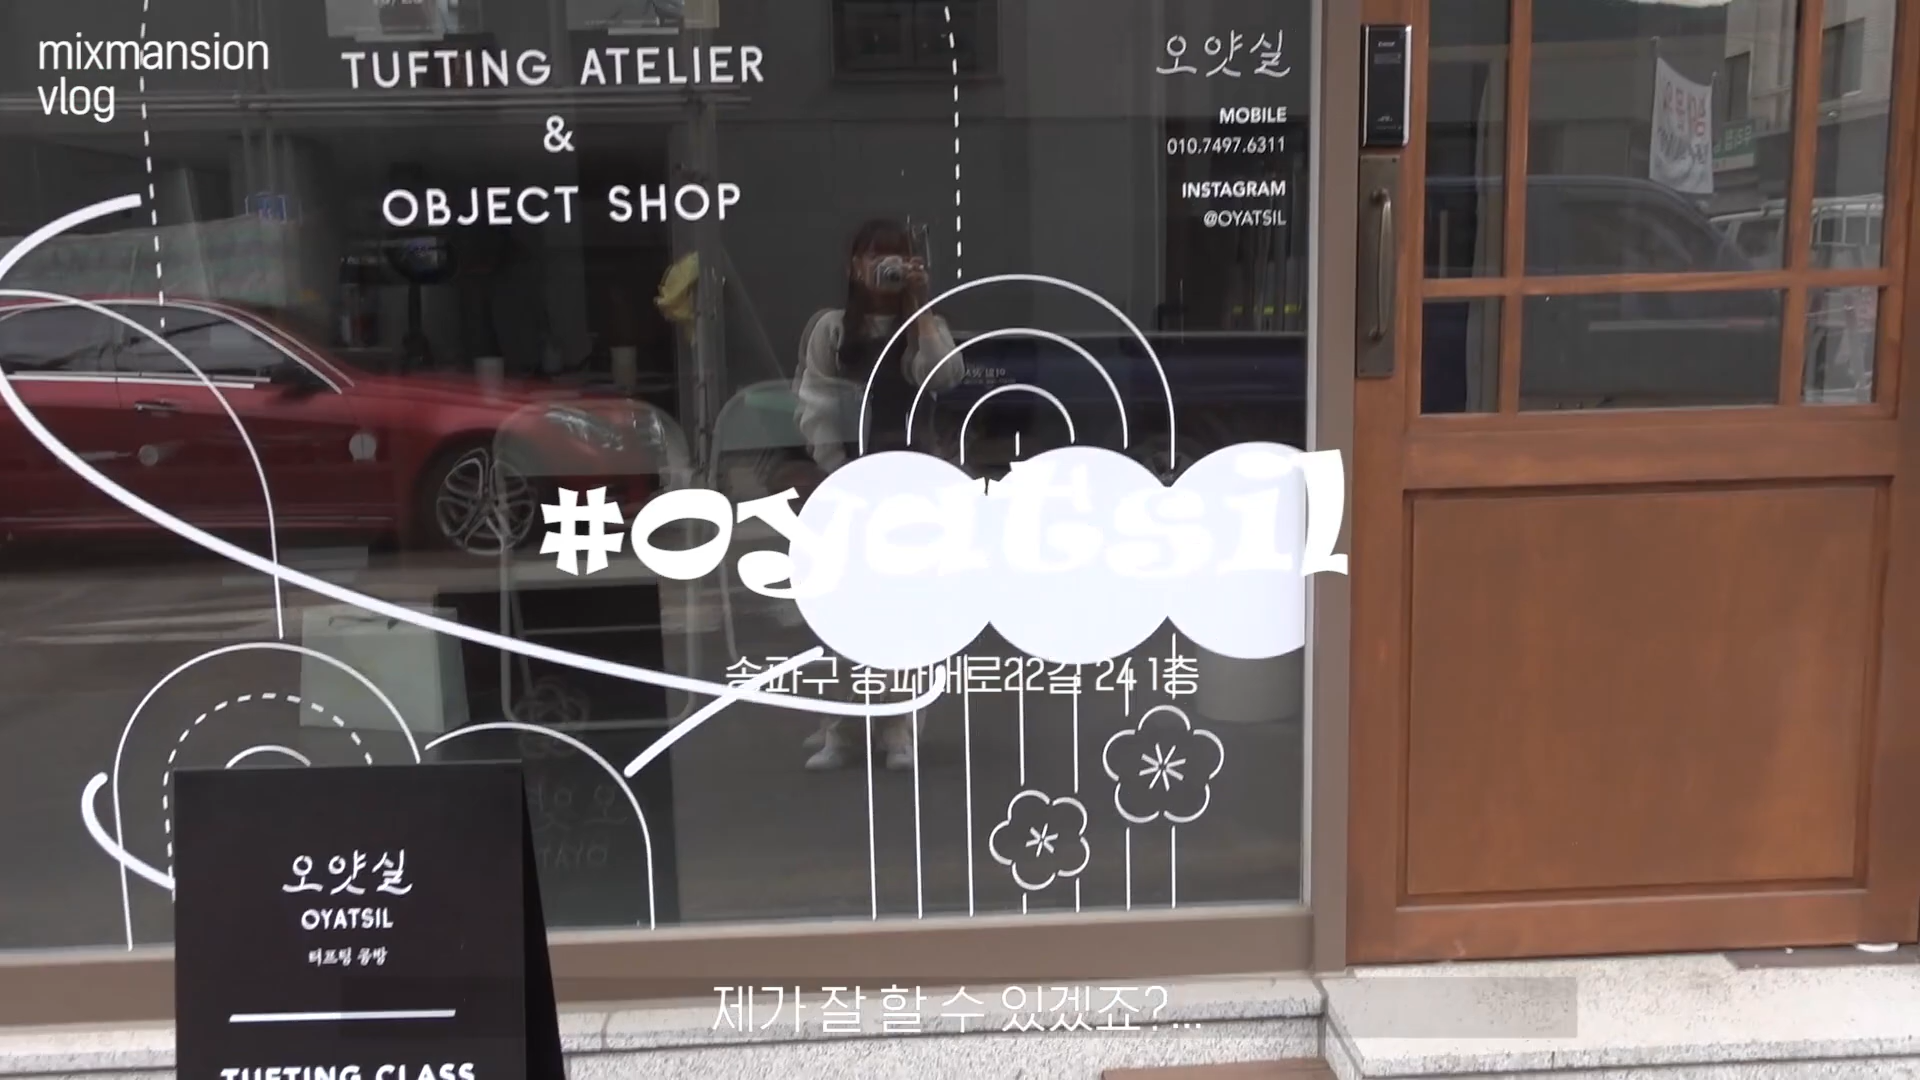 mixmansion
vlog
TUFTING ATELIER
&
OBJECT SHOP
오얏실
MOBILE
010.7497.6311
INSTAGRAM
@OYATSIL
#oyatsil
송파구 송파대로22길 24 1층
오얏실
OYATSIL
터프팅 공방
TUFTING CLASS
제가 잘 할 수 있겠죠?...